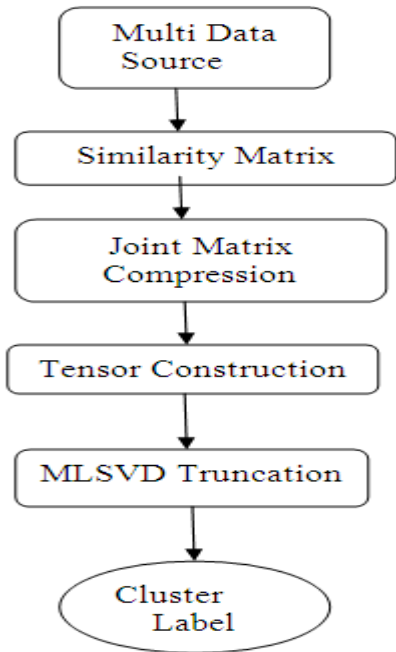 Multi Data
Source
Similarity Matrix
Joint Matrix
Compression
Tensor Construction
MLSVD Truncation
Cluster
Label